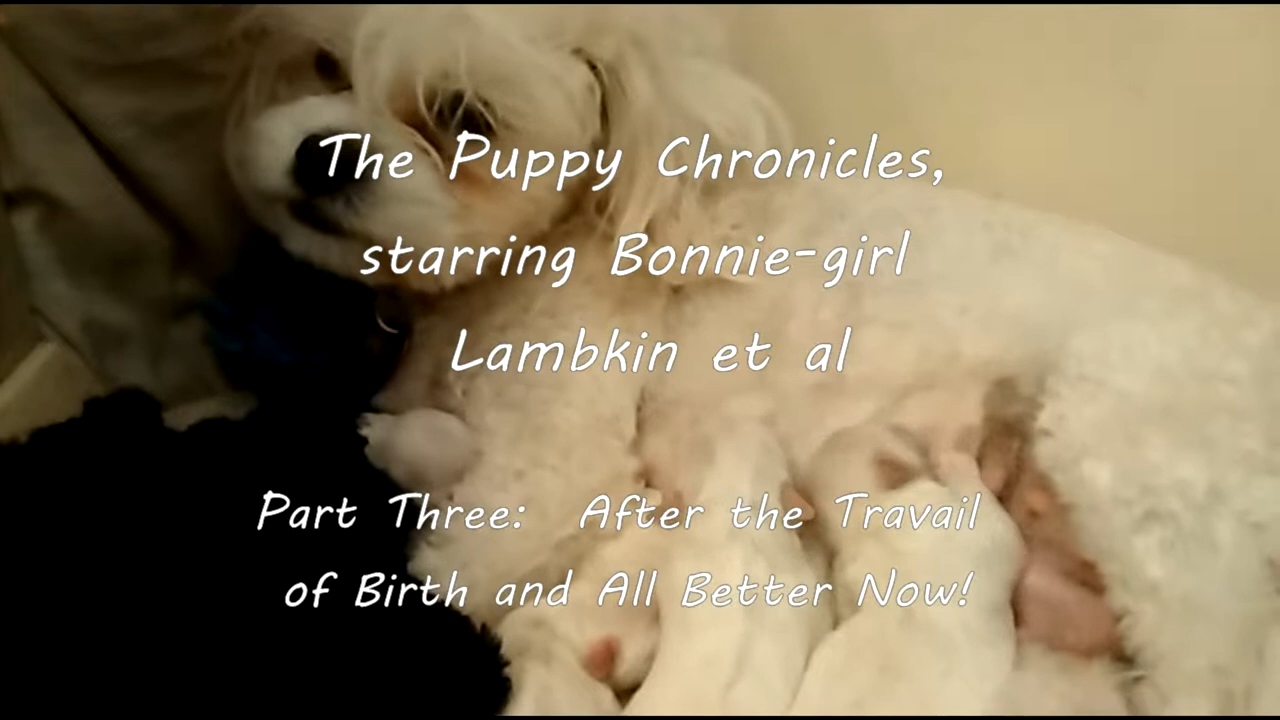 The Puppy Chronicles,
starring Bonnie-girl
Lambkin et al
Part Three: After the Travail
of Birth and All Better Now!